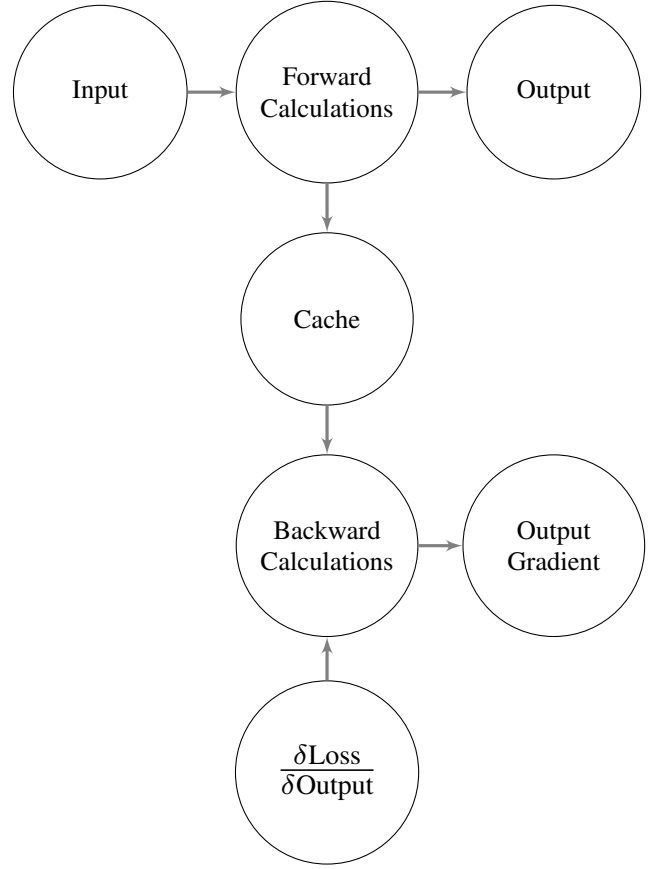 Input
Forward
Calculations
Output
Cache
Backward
Calculations
Output
Gradient
δLoss
δOutput